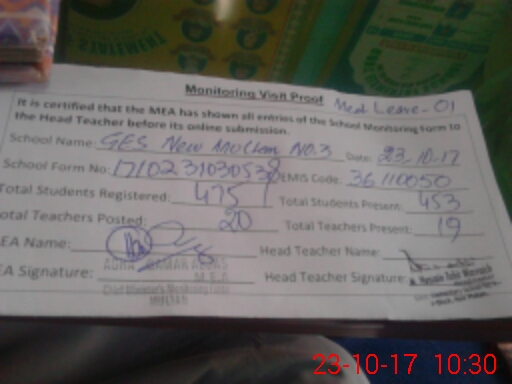 STATEMENT
Monitoring Visit Proof Med Leave - 01
It is certified that the MEA has shown all entries of the School Monitoring Form to
the Head Teacher before its online submission.
School Name: GES New Multan No.3 Date: 23-10-17
School Form No: EMIS Code: 36110050
Total Students Registered: 475 Total Students Present: 453
Total Teachers Posted: 20 Total Teachers Present: 19
MEA Name: Head Teacher Name:
MEA Signature: Head Teacher Signature:
M.E.A
MULTAN
23-10-17 10:30